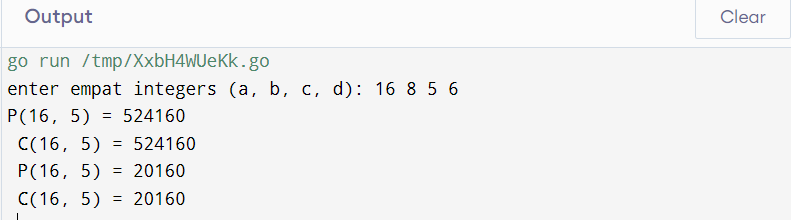 Output
Clear
go run /tmp/XxbH4WUeKk.go
enter empat integers (a, b, c, d): 16 8 5 6
P(16, 5) = 524160
C(16, 5) = 524160
P(16, 5) = 20160
C(16, 5) = 20160